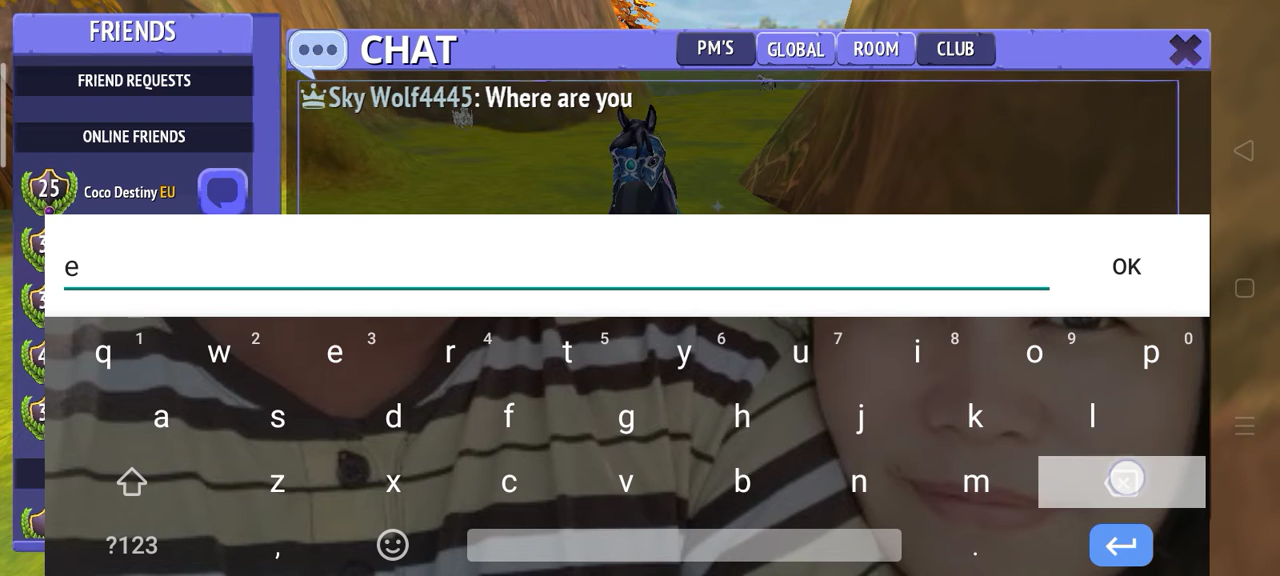 FRIENDS
FRIEND REQUESTS
ONLINE FRIENDS
25 Coco Destiny EU
CHAT
PM'S GLOBAL ROOM CLUB
Sky Wolf4445: Where are you
e
OK
q 1 w 2 e 3 r 4 t 5 y 6 u 7 i 8 o 9 p 0
a s d f g h j k l
z x c v b n m
?123 , .